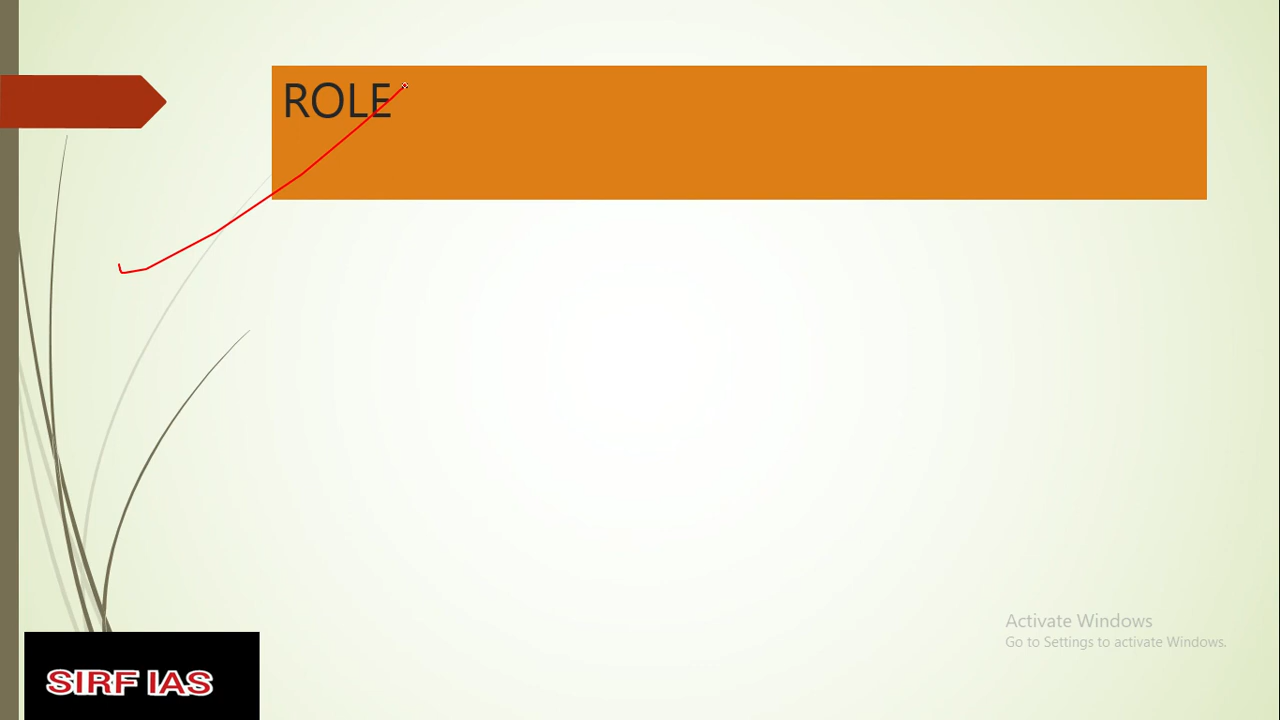 ROLE
Activate Windows
Go to Settings to activate Windows.
SIRF IAS